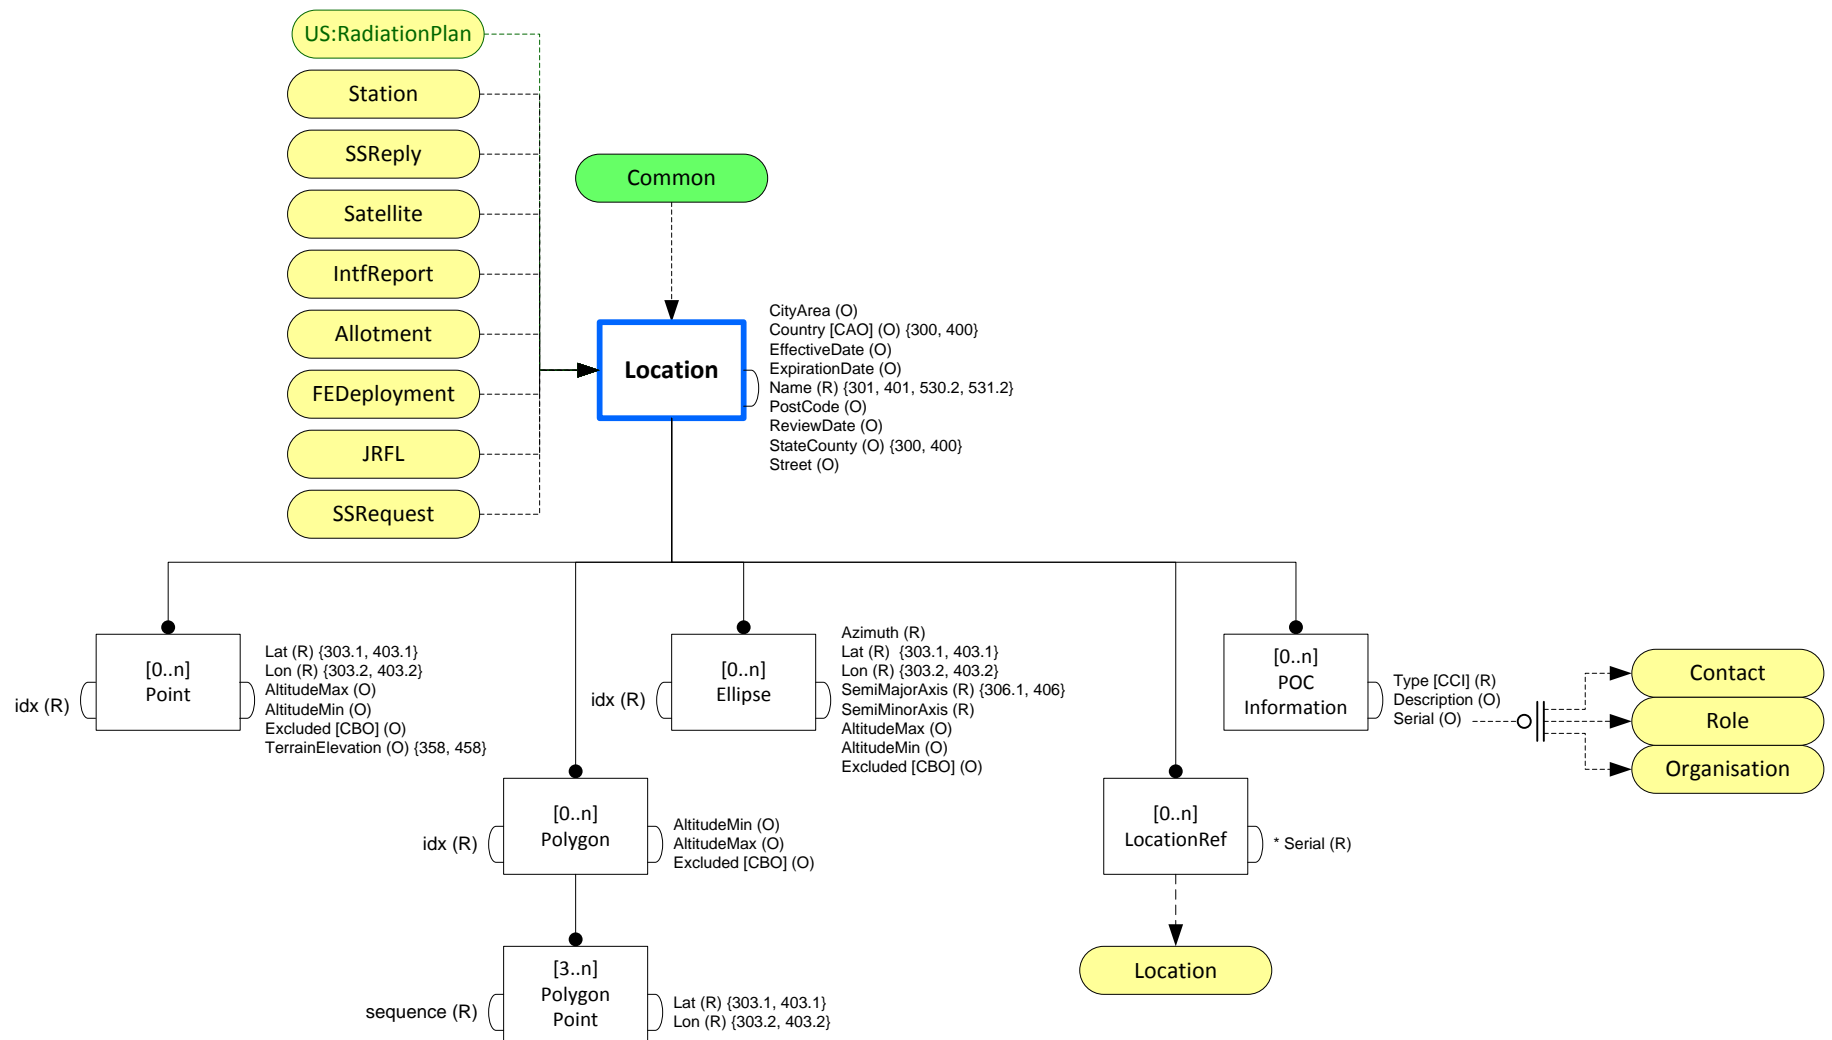 US:RadiationPlan
Station
SSReply
Satellite
IntfReport
Allotment
FEDeployment
JRFL
SSRequest
Common
Location
CityArea (O)
Country [CAO] (O) {300, 400}
EffectiveDate (O)
ExpirationDate (O)
Name (R) {301, 401, 530.2, 531.2}
PostCode (O)
ReviewDate (O)
StateCounty (O) {300, 400}
Street (O)
idx (R)
[0..n]
Point
Lat (R) {303.1, 403.1}
Lon (R) {303.2, 403.2}
AltitudeMax (O)
AltitudeMin (O)
Excluded [CBO] (O)
TerrainElevation (O) {358, 458}
idx (R)
[0..n]
Ellipse
Azimuth (R)
Lat (R)  {303.1, 403.1}
Lon (R) {303.2, 403.2}
SemiMajorAxis (R) {306.1, 406}
SemiMinorAxis (R)
AltitudeMax (O)
AltitudeMin (O)
Excluded [CBO] (O)
[0..n]
POC
Information
Type [CCI] (R)
Description (O)
Serial (O)
Contact
Role
Organisation
idx (R)
[0..n]
Polygon
AltitudeMin (O)
AltitudeMax (O)
Excluded [CBO] (O)
[0..n]
LocationRef
* Serial (R)
Location
sequence (R)
[3..n]
Polygon
Point
Lat (R) {303.1, 403.1}
Lon (R) {303.2, 403.2}